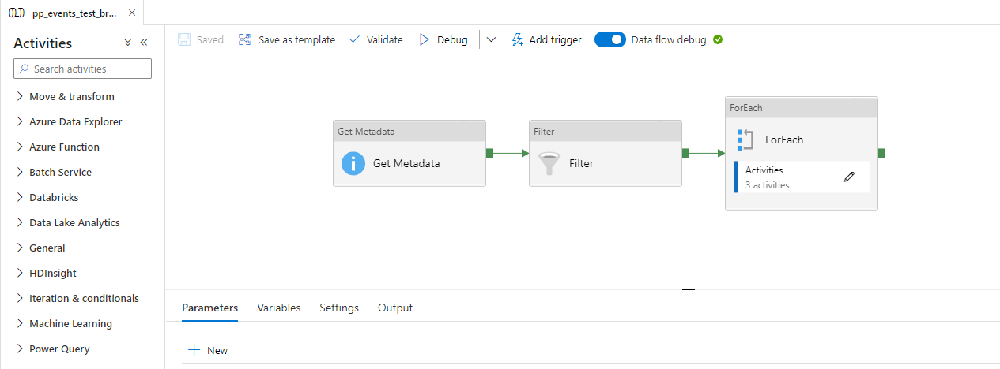 pp_events_test_br...
Activities
Search activities
Move & transform
Azure Data Explorer
Azure Function
Batch Service
Databricks
Data Lake Analytics
General
HDInsight
Iteration & conditionals
Machine Learning
Power Query
Saved Save as template Validate Debug Add trigger Data flow debug
Get Metadata
Get Metadata
Filter
Filter
ForEach
ForEach
Activities
3 activities
Parameters Variables Settings Output
New